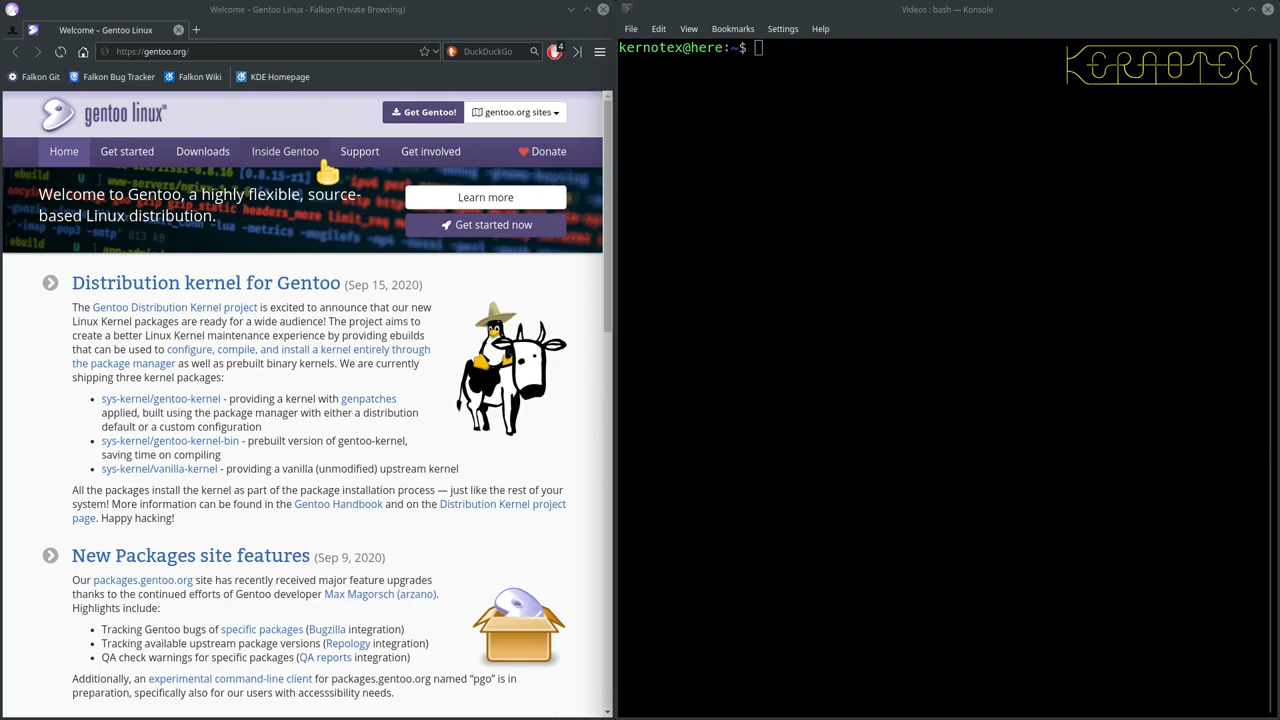 Welcome – Gentoo Linux - Falkon (Private Browsing)
Welcome – Gentoo Linux
https://gentoo.org/
DuckDuckGo
4
Falkon Git
Falkon Bug Tracker
Falkon Wiki
KDE Homepage
gentoo linux™
Get Gentoo!
gentoo.org sites
Home
Get started
Downloads
Inside Gentoo
Support
Get involved
Donate
Welcome to Gentoo, a highly flexible, source-
based Linux distribution.
Learn more
Get started now
Distribution kernel for Gentoo (Sep 15, 2020)
The Gentoo Distribution Kernel project is excited to announce that our new
Linux Kernel packages are ready for a wide audience! The project aims to
create a better Linux Kernel maintenance experience by providing ebuilds
that can be used to configure, compile, and install a kernel entirely through
the package manager as well as prebuilt binary kernels. We are currently
shipping three kernel packages:
• sys-kernel/gentoo-kernel - providing a kernel with genpatches
applied, built using the package manager with either a distribution
default or a custom configuration
• sys-kernel/gentoo-kernel-bin - prebuilt version of gentoo-kernel,
saving time on compiling
• sys-kernel/vanilla-kernel - providing a vanilla (unmodified) upstream kernel
All the packages install the kernel as part of the package installation process — just like the rest of your
system! More information can be found in the Gentoo Handbook and on the Distribution Kernel project
page. Happy hacking!
New Packages site features (Sep 9, 2020)
Our packages.gentoo.org site has recently received major feature upgrades
thanks to the continued efforts of Gentoo developer Max Magorsch (arzano).
Highlights include:
• Tracking Gentoo bugs of specific packages (Bugzilla integration)
• Tracking available upstream package versions (Repology integration)
• QA check warnings for specific packages (QA reports integration)
Additionally, an experimental command-line client for packages.gentoo.org named “pgo” is in
preparation, specifically also for our users with accesssibility needs.
Videos : bash — Konsole
File
Edit
View
Bookmarks
Settings
Help
kernotex@here:~$
KERNOTEX